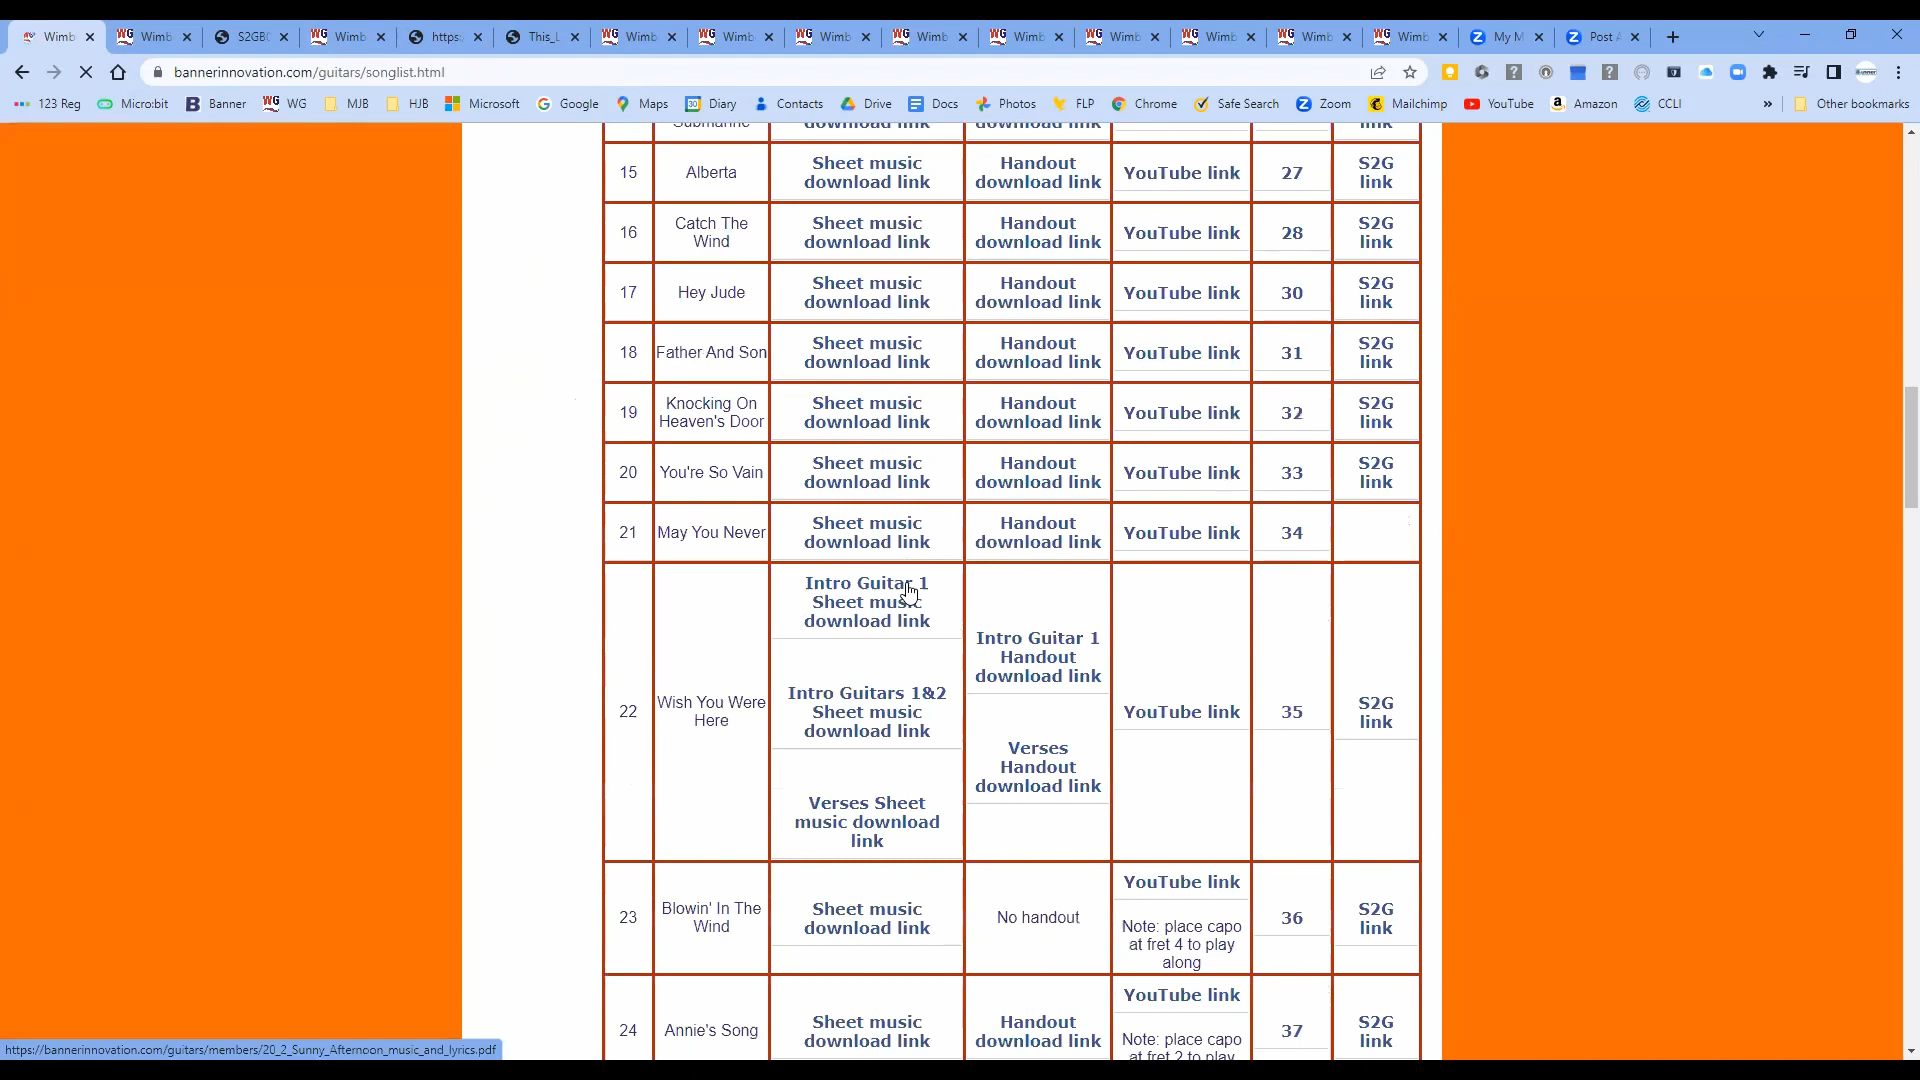 Wimb
Wimb
S2GB
Wimb
https:
This_L
Wimb
Wimb
Wimb
Wimb
Wimb
Wimb
Wimb
Wimb
Wimb
My M
Post A
bannerinnovation.com/guitars/songlist.html
123 Reg
Micro:bit
Banner
WG
MJB
HJB
Microsoft
Google
Maps
Diary
Contacts
Drive
Docs
Photos
FLP
Chrome
Safe Search
Zoom
Mailchimp
YouTube
Amazon
CCLI
»
Other bookmarks
Submarine
download link
download link
link
15
Alberta
Sheet music
download link
Handout
download link
YouTube link
27
S2G
link
16
Catch The
Wind
Sheet music
download link
Handout
download link
YouTube link
28
S2G
link
17
Hey Jude
Sheet music
download link
Handout
download link
YouTube link
30
S2G
link
18
Father And Son
Sheet music
download link
Handout
download link
YouTube link
31
S2G
link
19
Knocking On
Heaven's Door
Sheet music
download link
Handout
download link
YouTube link
32
S2G
link
20
You're So Vain
Sheet music
download link
Handout
download link
YouTube link
33
S2G
link
21
May You Never
Sheet music
download link
Handout
download link
YouTube link
34
22
Wish You Were
Here
Intro Guitar 1
Sheet music
download link
Intro Guitars 1&2
Sheet music
download link
Verses Sheet
music download
link
Intro Guitar 1
Handout
download link
Verses
Handout
download link
YouTube link
35
S2G
link
23
Blowin' In The
Wind
Sheet music
download link
No handout
YouTube link
Note: place capo
at fret 4 to play
along
36
S2G
link
24
Annie's Song
Sheet music
download link
Handout
download link
YouTube link
Note: place capo
at fret 2 to play
37
S2G
link
https://bannerinnovation.com/guitars/members/20_2_Sunny_Afternoon_music_and_lyrics.pdf